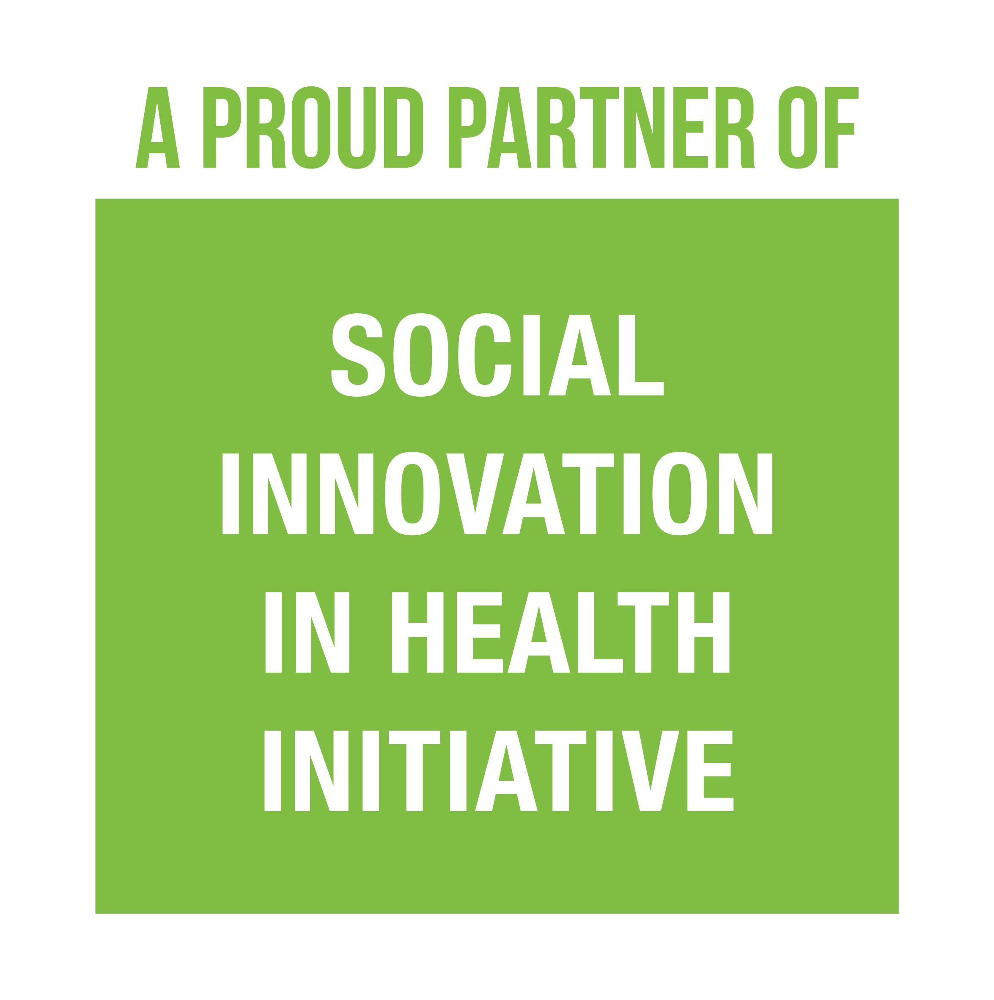 A PROUD PARTNER OF
SOCIAL
INNOVATION
IN HEALTH
INITIATIVE